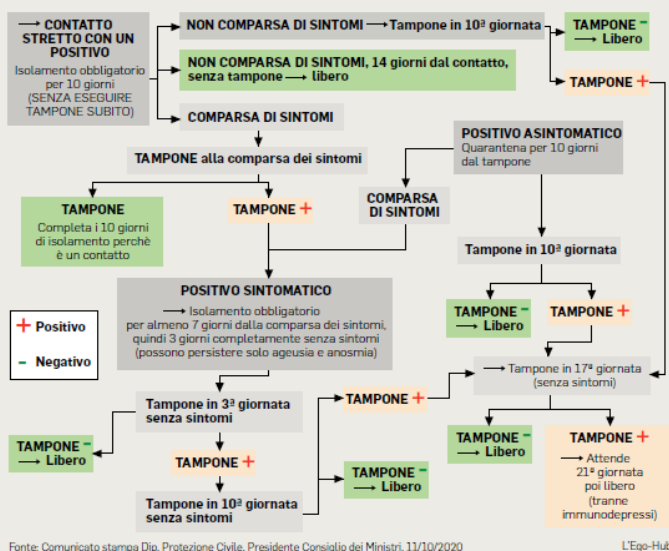 → CONTATTO
STRETTO CON UN
POSITIVO
Isolamento obbligatorio
per 10 giorni
(SENZA ESEGUIRE
TAMPONE SUBITO)
NON COMPARSA DI SINTOMI → Tampone in 10ª giornata
TAMPONE -
→ Libero
NON COMPARSA DI SINTOMI, 14 giorni dal contatto,
senza tampone → libero
TAMPONE +
COMPARSA DI SINTOMI
TAMPONE alla comparsa dei sintomi
POSITIVO ASINTOMATICO
Quarantena per 10 giorni
dal tampone
TAMPONE
Completa i 10 giorni
di isolamento perchè
è un contatto
TAMPONE +
COMPARSA
DI SINTOMI
Tampone in 10ª giornata
POSITIVO SINTOMATICO
→ Isolamento obbligatorio
per almeno 7 giorni dalla comparsa dei sintomi,
quindi 3 giorni completamente senza sintomi
(possono persistere solo ageusia e anosmia)
TAMPONE -
→ Libero
TAMPONE +
+ Positivo
- Negativo
→ Tampone in 17ª giornata
(senza sintomi)
Tampone in 3ª giornata
senza sintomi
TAMPONE +
TAMPONE -
→ Libero
TAMPONE +
TAMPONE -
→ Libero
TAMPONE -
→ Libero
TAMPONE +
→ Attende
21ª giornata
poi libero
(tranne
immunodepressi)
Tampone in 10ª giornata
senza sintomi
Fonte: Comunicato stampa Dip. Protezione Civile, Presidente Consiglio dei Ministri, 11/10/2020
L'Ego-Hub